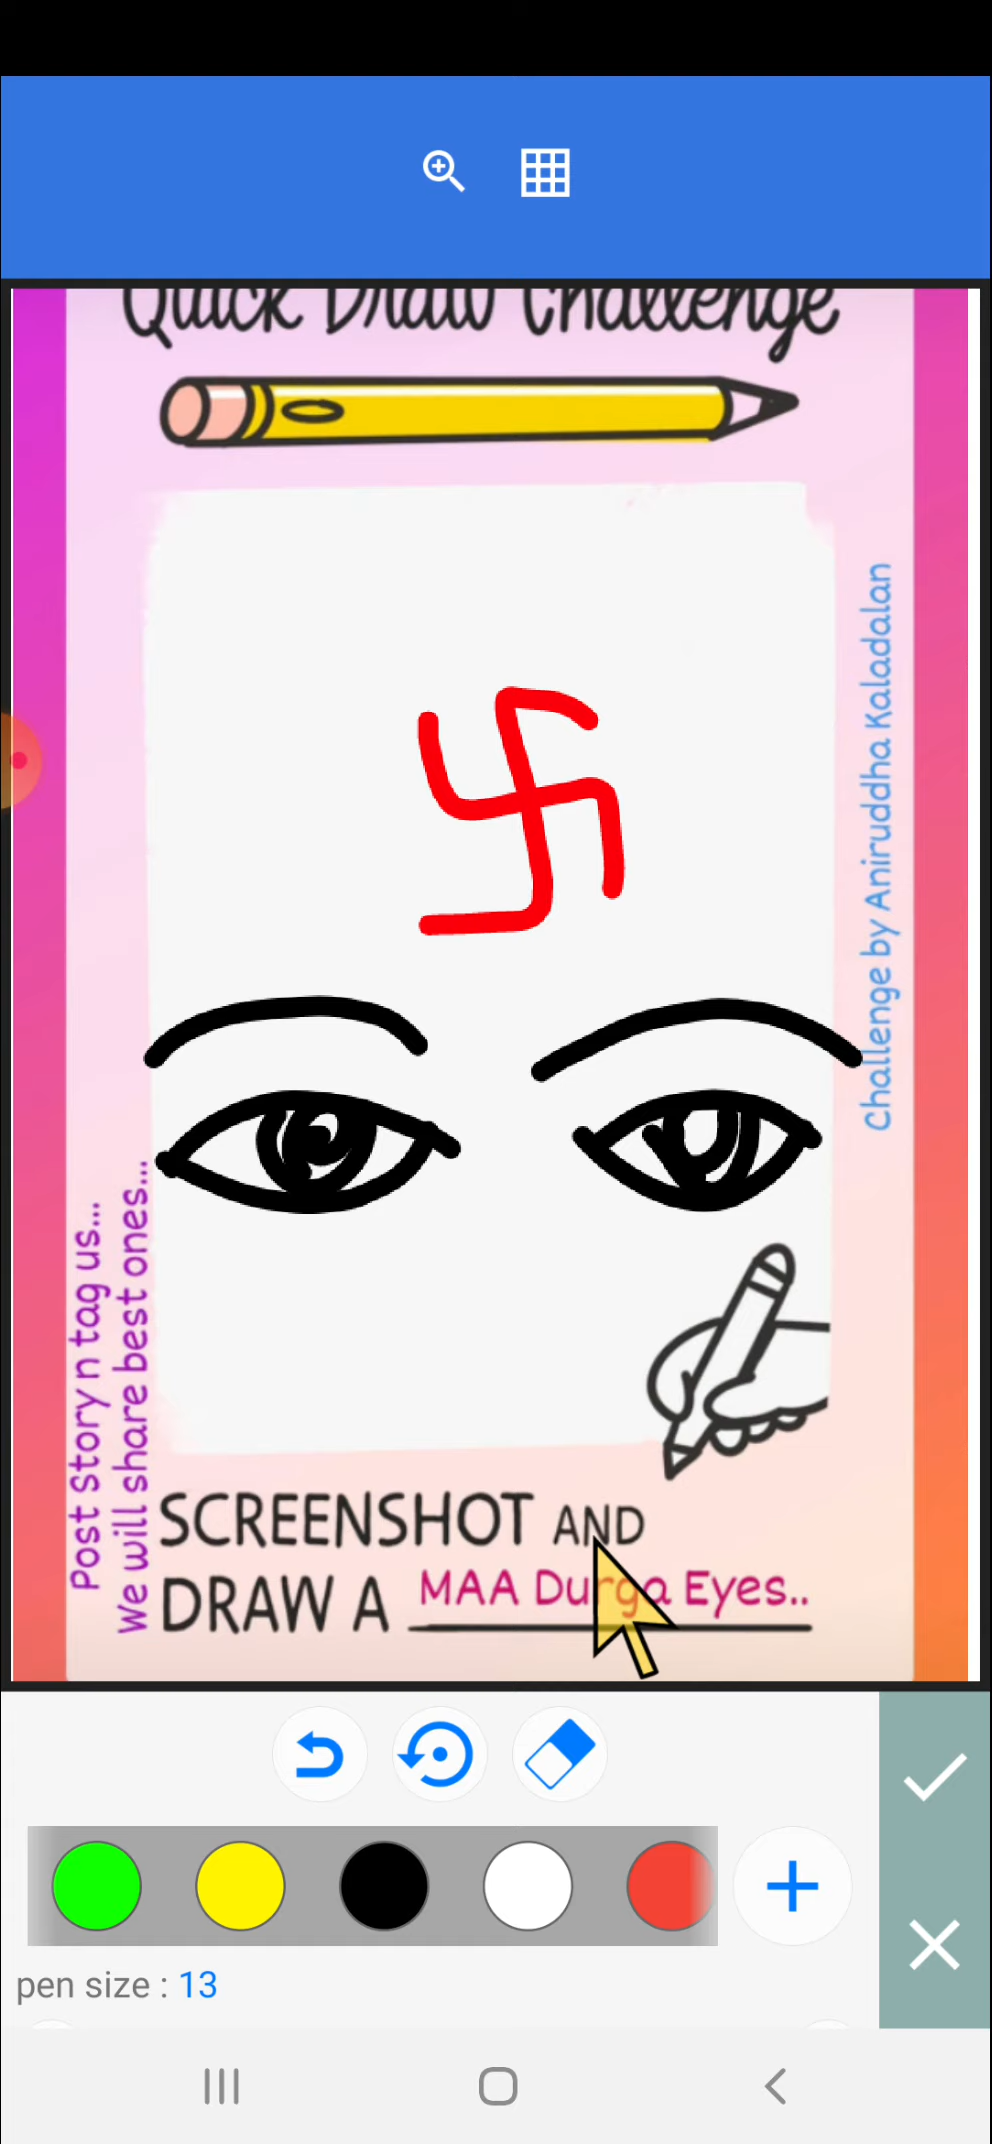 Quick Draw Challenge
Challenge by Aniruddha Kaladalan
Post Story n tag us...
We will share best ones...
SCREENSHOT AND
DRAW A MAA Durga Eyes..
pen size : 13